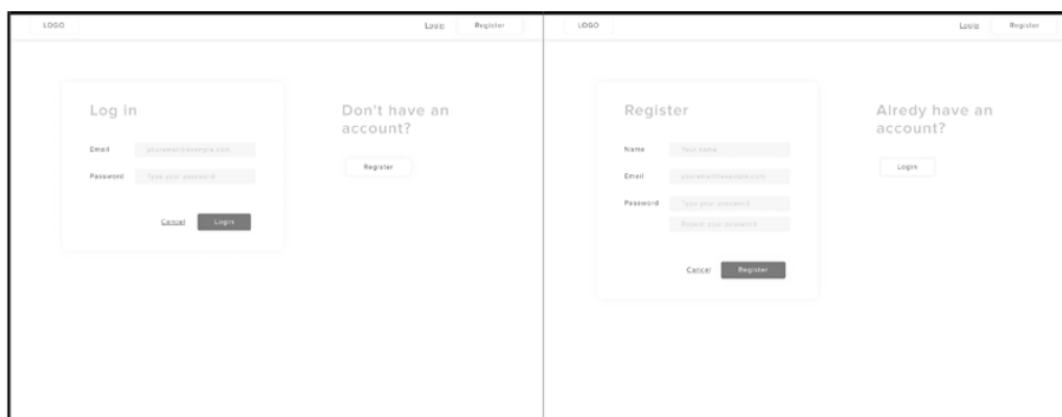 LOGO
Login
Register
Log in
Email
youremail@example.com
Password
Type your password
Cancel
Login
Don't have an
account?
Register
LOGO
Login
Register
Register
Name
Your name
Email
youremail@example.com
Password
Type your password
Repeat your password
Cancel
Register
Alredy have an
account?
Login